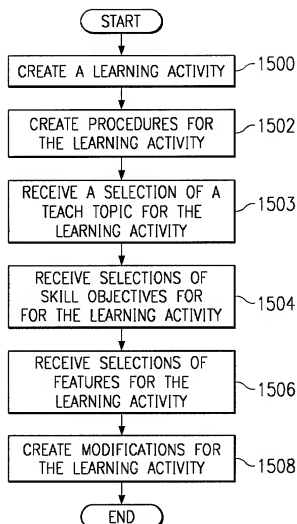 START
CREATE A LEARNING ACTIVITY
1500
CREATE PROCEDURES FOR
THE LEARNING ACTIVITY
1502
RECEIVE A SELECTION OF A
TEACH TOPIC FOR THE
LEARNING ACTIVITY
1503
RECEIVE SELECTIONS OF
SKILL OBJECTIVES FOR
FOR THE LEARNING ACTIVITY
1504
RECEIVE SELECTIONS OF
FEATURES FOR THE
LEARNING ACTIVITY
1506
CREATE MODIFICATIONS FOR
THE LEARNING ACTIVITY
1508
END